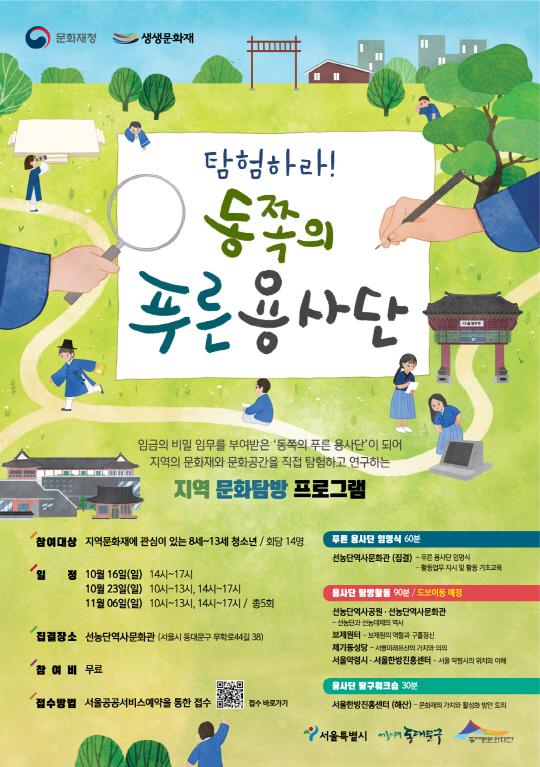 문화재청 생생문화재
탐험하라!
동쪽의
푸른용사단
임금의 비밀 임무를 부여받은 ‘동쪽의 푸른 용사단’이 되어
지역의 문화재와 문화공간을 직접 탐험하고 연구하는
지역 문화탐방 프로그램
참여대상 지역문화재에 관심이 있는 8세~13세 청소년 / 회당 14명
일 정 10월 16일(일) 14시~17시
10월 23일(일) 10시~13시, 14시~17시
11월 06일(일) 10시~13시, 14시~17시 / 총5회
집결장소 선농단역사문화관 (서울시 동대문구 무학로44길 38)
참 여 비 무료
접수방법 서울공공서비스예약을 통한 접수 접수 바로가기
푸른 용사단 임명식 60분
선농단역사문화관 (집결) - 푸른 용사단 임명식
- 활동업무 지시 및 활동 기초교육
용사단 탐방활동 90분 / 도보이동 예정
선농단역사공원 · 선농단역사문화관
- 선농단과 선농대제의 역사
보제원터 - 보제원의 역할과 구휼정신
제기동성당 - 서울미래유산의 가치와 의의
서울약령시 · 서울한방진흥센터 - 서울 약령시의 위치와 이해
용사단 탐구워크숍 30분
서울한방진흥센터 (해산) - 문화재의 가치와 활성화 방안 도의
서울특별시 동대문구 동대문문화재단